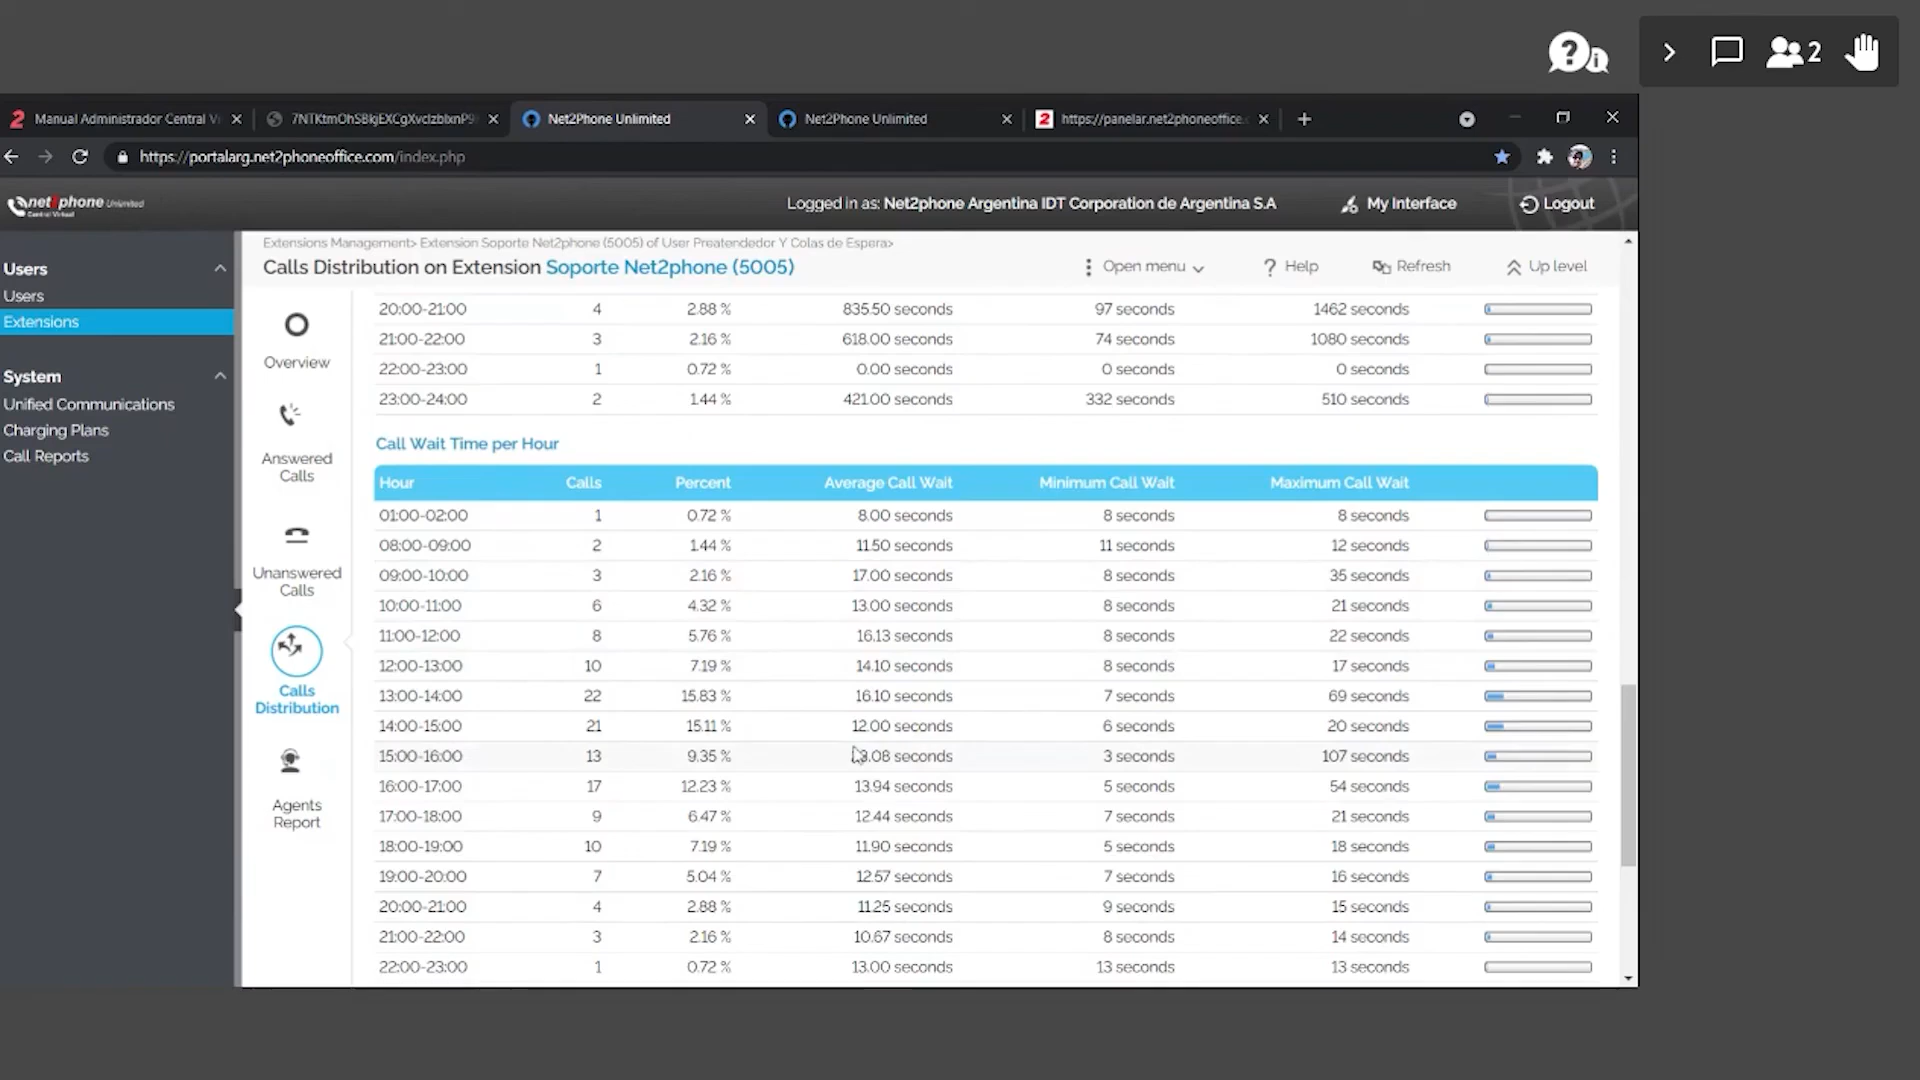 2
Manual Administrador Central Vi
7NTKtmOhSBkjEXCgXvcIzbIxnP9
Net2Phone Unlimited
Net2Phone Unlimited
2 https://panelar.net2phoneoffice.c
https://portalarg.net2phoneoffice.com/index.php
net2phone Unlimited
Central Virtual
Logged in as: Net2phone Argentina IDT Corporation de Argentina S.A
My Interface
Logout
Users
Users
Extensions
System
Unified Communications
Charging Plans
Call Reports
Extensions Management> Extension Soporte Net2phone (5005) of User Preatendedor Y Colas de Espera>
Calls Distribution on Extension Soporte Net2phone (5005)
Open menu
? Help
Refresh
Up level
Overview
Answered
Calls
Unanswered
Calls
Calls
Distribution
Agents
Report
20:00-21:00 4 2.88 % 835.50 seconds 97 seconds 1462 seconds
21:00-22:00 3 2.16 % 618.00 seconds 74 seconds 1080 seconds
22:00-23:00 1 0.72 % 0.00 seconds 0 seconds 0 seconds
23:00-24:00 2 1.44 % 421.00 seconds 332 seconds 510 seconds
Call Wait Time per Hour
Hour Calls Percent Average Call Wait Minimum Call Wait Maximum Call Wait
01:00-02:00 1 0.72 % 8.00 seconds 8 seconds 8 seconds
08:00-09:00 2 1.44 % 11.50 seconds 11 seconds 12 seconds
09:00-10:00 3 2.16 % 17.00 seconds 8 seconds 35 seconds
10:00-11:00 6 4.32 % 13.00 seconds 8 seconds 21 seconds
11:00-12:00 8 5.76 % 16.13 seconds 8 seconds 22 seconds
12:00-13:00 10 7.19 % 14.10 seconds 8 seconds 17 seconds
13:00-14:00 22 15.83 % 16.10 seconds 7 seconds 69 seconds
14:00-15:00 21 15.11 % 12.00 seconds 6 seconds 20 seconds
15:00-16:00 13 9.35 % seconds 3 seconds 107 seconds
16:00-17:00 17 12.23 % 13.94 seconds 5 seconds 54 seconds
17:00-18:00 9 6.47 % 12.44 seconds 7 seconds 21 seconds
18:00-19:00 10 7.19 % 11.90 seconds 5 seconds 18 seconds
19:00-20:00 7 5.04 % 12.57 seconds 7 seconds 16 seconds
20:00-21:00 4 2.88 % 11.25 seconds 9 seconds 15 seconds
21:00-22:00 3 2.16 % 10.67 seconds 8 seconds 14 seconds
22:00-23:00 1 0.72 % 13.00 seconds 13 seconds 13 seconds